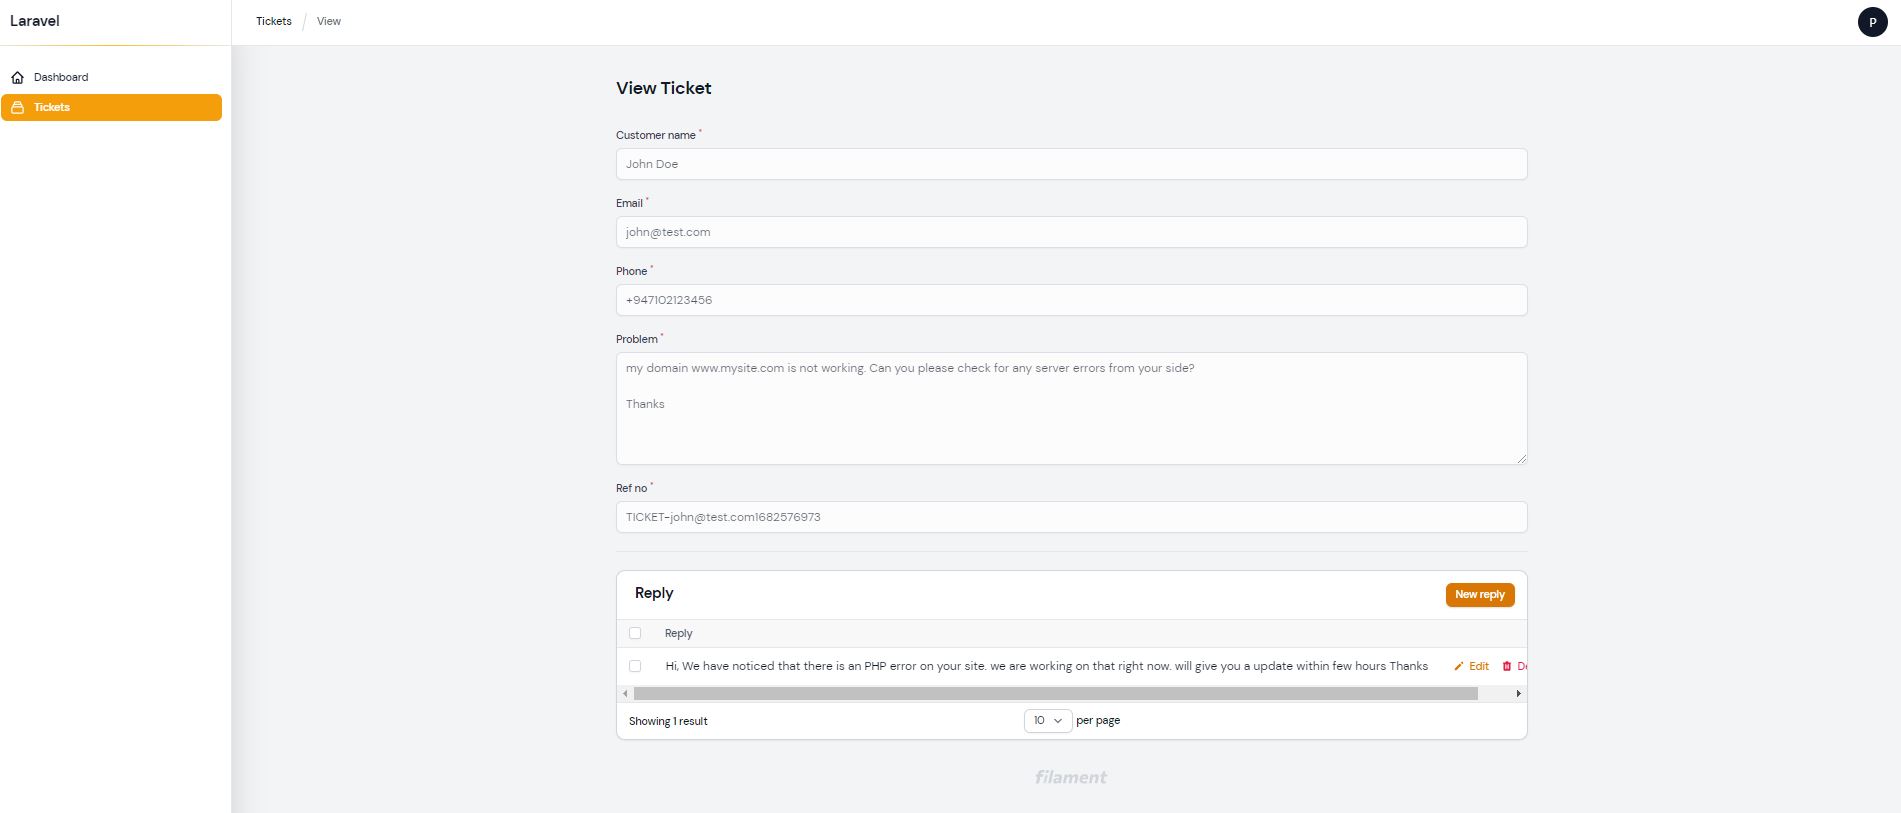 Laravel
Tickets / View
P
Dashboard
Tickets
View Ticket
Customer name *
John Doe
Email *
john@test.com
Phone *
+947102123456
Problem *
my domain www.mysite.com is not working. Can you please check for any server errors from your side?
Thanks
Ref no *
TICKET-john@test.com1682576973
Reply
New reply
Reply
Hi, We have noticed that there is an PHP error on your site. we are working on that right now. will give you a update within few hours Thanks Edit De
Showing 1 result 10 per page
filament